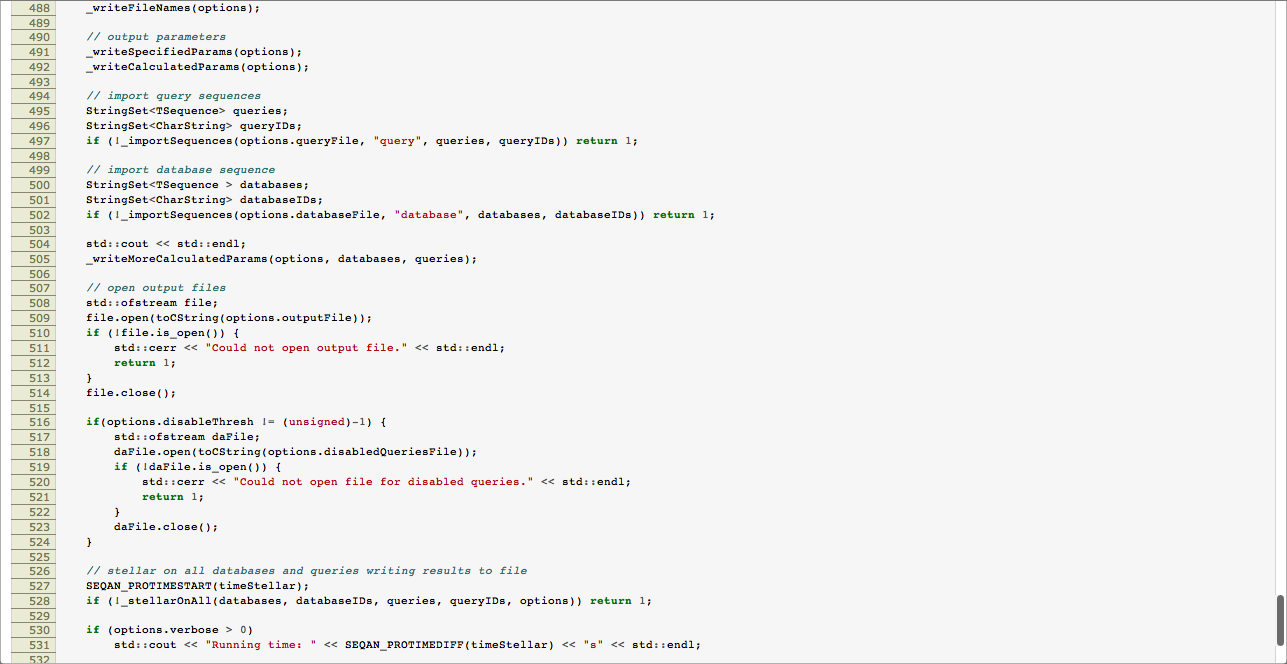 488 _writeFileNames(options);
489
490 // output parameters
491 _writeSpecifiedParams(options);
492 _writeCalculatedParams(options);
493
494 // import query sequences
495 StringSet<TSequence> queries;
496 StringSet<CharString> queryIDs;
497 if (!_importSequences(options.queryFile, "query", queries, queryIDs)) return 1;
498
499 // import database sequence
500 StringSet<TSequence > databases;
501 StringSet<CharString> databaseIDs;
502 if (!_importSequences(options.databaseFile, "database", databases, databaseIDs)) return 1;
503
504 std::cout << std::endl;
505 _writeMoreCalculatedParams(options, databases, queries);
506
507 // open output files
508 std::ofstream file;
509 file.open(toCString(options.outputFile));
510 if (!file.is_open()) {
511 std::cerr << "Could not open output file." << std::endl;
512 return 1;
513 }
514 file.close();
515
516 if(options.disableThresh != (unsigned)-1) {
517 std::ofstream daFile;
518 daFile.open(toCString(options.disabledQueriesFile));
519 if (!daFile.is_open()) {
520 std::cerr << "Could not open file for disabled queries." << std::endl;
521 return 1;
522 }
523 daFile.close();
524 }
525
526 // stellar on all databases and queries writing results to file
527 SEQAN_PROTIMESTART(timeStellar);
528 if (!_stellarOnAll(databases, databaseIDs, queries, queryIDs, options)) return 1;
529
530 if (options.verbose > 0)
531 std::cout << "Running time: " << SEQAN_PROTIMEDIFF(timeStellar) << "s" << std::endl;
532